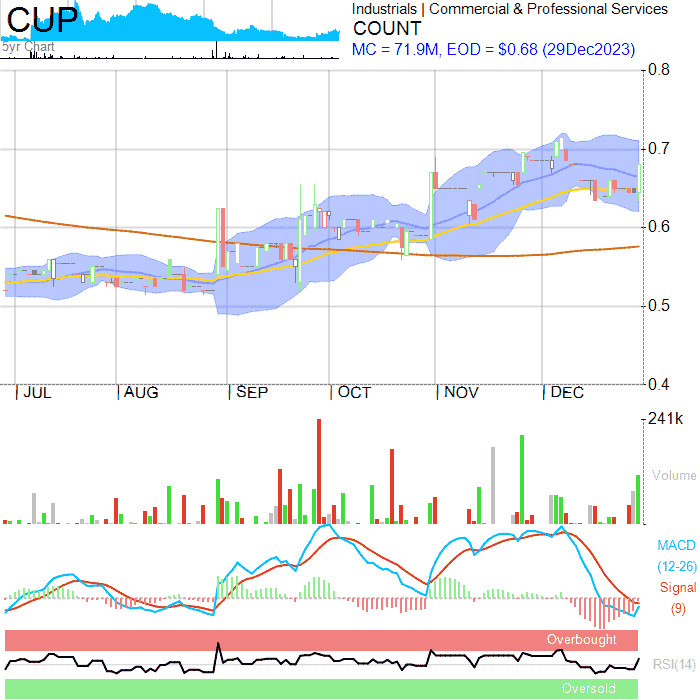 CUP
5yr Chart
Industrials | Commercial & Professional Services
COUNT
MC = 71.9M, EOD = $0.68 (29Dec2023)
0.8
0.7
0.6
0.5
0.4
JUL AUG SEP OCT NOV DEC
241k
Volume
MACD
(12-26)
Signal
(9)
Overbought
RSI(14)
Oversold